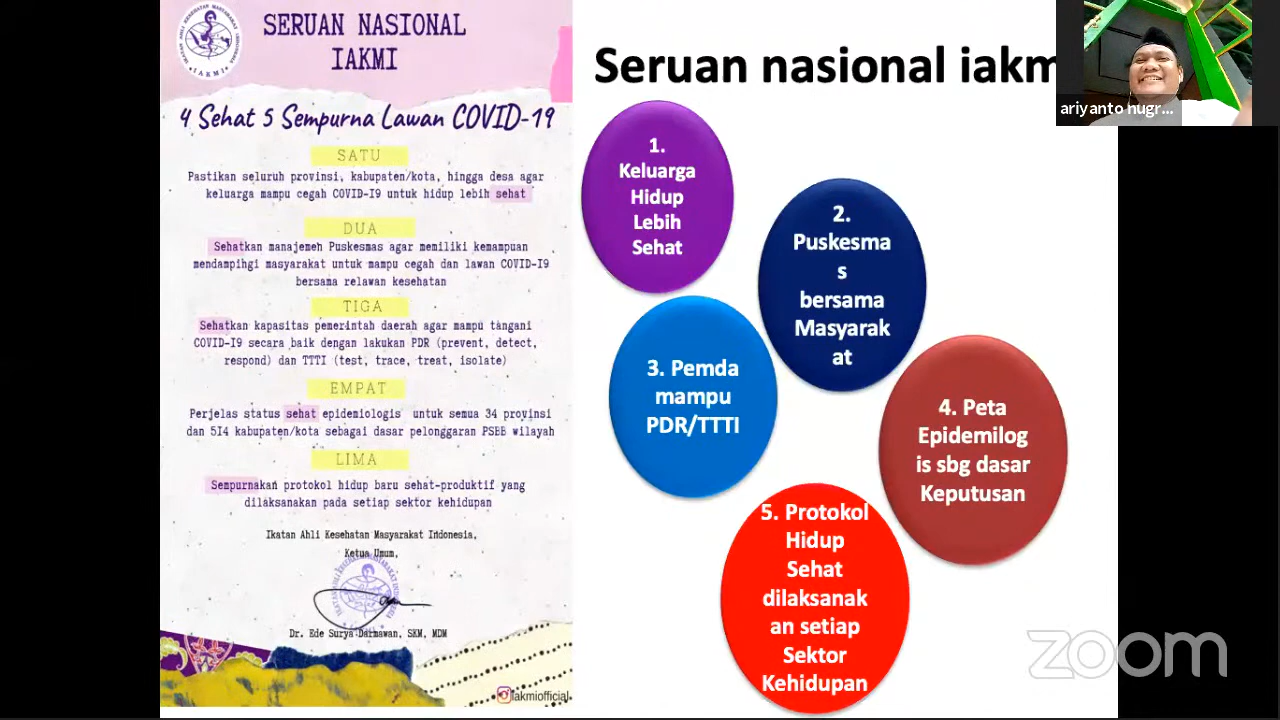 SERUAN NASIONAL
IAKMI
4 Sehat 5 Sempurna Lawan COVID-19
SATU
Pastikan seluruh provinsi, kabupaten/kota, hingga desa agar
keluarga mampu cegah COVID-I9 untuk hidup lebih sehat
DUA
Sehatkan manajemeh Puskesmas agar memiliki kemampuan
mendampihgi masyarakat untuk mampu cegah dan lawan COVID-I9
bersama relawan kesehatan
TIGA
Sehatkan kapasitas pemerintah daerah agar mampu tangani
COVID-I9 secara baik dengan lakukan PDR (prevent, detect,
respond) dan TTTI (test, trace, treat, isolate)
EMPAT
Perjelas status sehat epidemiologis untuk semua 34 provinsi
dan 5I4 kabupaten/kota sebagai dasar pelonggaran PSBB wilayah
LIMA
Sempurnakan protokol hidup baru sehat-produktif yang
dilaksanakan pada setiap sektor kehidupan
Ikatan Ahli Kesehatan Masyarakat Indonesia,
Ketua Umum,
Dr. Ede Surya Darmawan, SKM, MDM
iakmiofficial
Seruan nasional iakm
1.
Keluarga
Hidup
Lebih
Sehat
2.
Puskesma
s
bersama
Masyarak
at
3. Pemda
mampu
PDR/TTTI
4. Peta
Epidemilog
is sbg dasar
Keputusan
5. Protokol
Hidup
Sehat
dilaksanak
an setiap
Sektor
Kehidupan
ariyanto nugr...
zoom